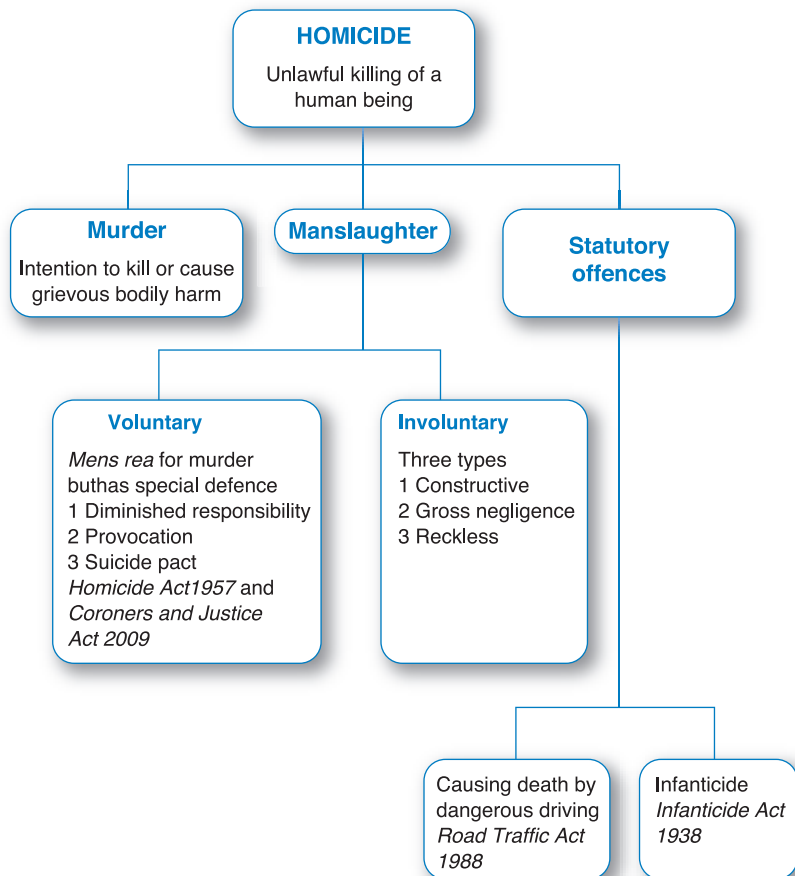 HOMICIDE
Unlawful killing of a
human being
Murder
Intention to kill or cause
grievous bodily harm
Manslaughter
Statutory
offences
Voluntary
Mens rea for murder
buthas special defence
1 Diminished responsibility
2 Provocation
3 Suicide pact
Homicide Act1957 and
Coroners and Justice
Act 2009
Involuntary
Three types
1 Constructive
2 Gross negligence
3 Reckless
Causing death by
dangerous driving
Road Traffic Act
1988
Infanticide
Infanticide Act
1938